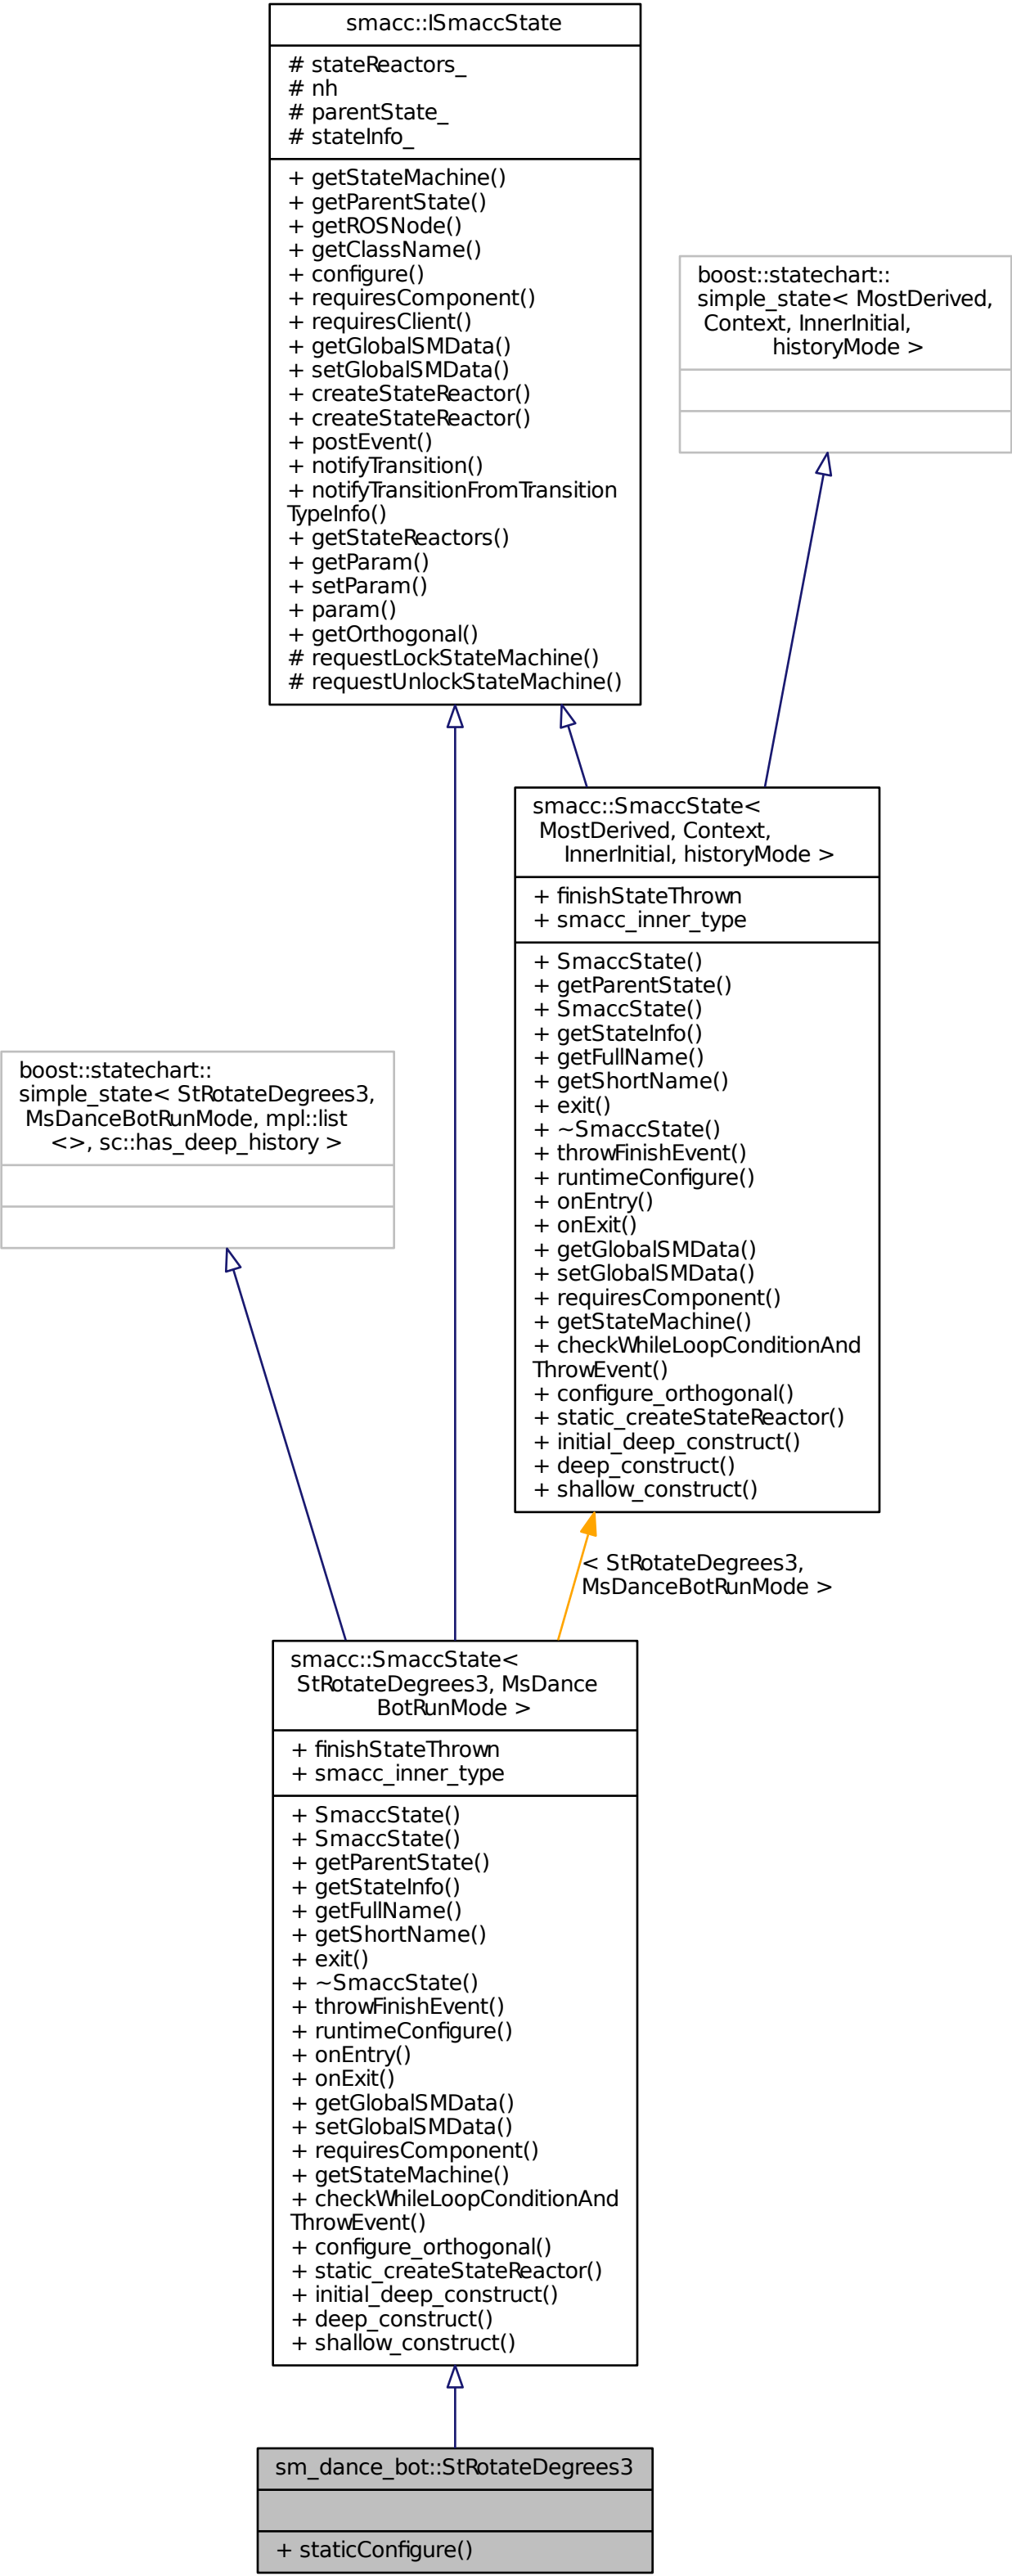 smacc::ISmaccState
# stateReactors_
# nh
# parentState_
# stateInfo_
+ getStateMachine()
+ getParentState()
+ getROSNode()
+ getClassName()
+ configure()
+ requiresComponent()
+ requiresClient()
+ getGlobalSMData()
+ setGlobalSMData()
+ createStateReactor()
+ createStateReactor()
+ postEvent()
+ notifyTransition()
+ notifyTransitionFromTransition
TypeInfo()
+ getStateReactors()
+ getParam()
+ setParam()
+ param()
+ getOrthogonal()
# requestLockStateMachine()
# requestUnlockStateMachine()
boost::statechart::
simple_state< MostDerived,
Context, InnerInitial,
historyMode >
smacc::SmaccState<
MostDerived, Context,
InnerInitial, historyMode >
+ finishStateThrown
+ smacc_inner_type
+ SmaccState()
+ getParentState()
+ SmaccState()
+ getStateInfo()
+ getFullName()
+ getShortName()
+ exit()
+ ~SmaccState()
+ throwFinishEvent()
+ runtimeConfigure()
+ onEntry()
+ onExit()
+ getGlobalSMData()
+ setGlobalSMData()
+ requiresComponent()
+ getStateMachine()
+ checkWhileLoopConditionAnd
ThrowEvent()
+ configure_orthogonal()
+ static_createStateReactor()
+ initial_deep_construct()
+ deep_construct()
+ shallow_construct()
boost::statechart::
simple_state< StRotateDegrees3,
MsDanceBotRunMode, mpl::list
<>, sc::has_deep_history >
< StRotateDegrees3,
MsDanceBotRunMode >
smacc::SmaccState<
StRotateDegrees3, MsDance
BotRunMode >
+ finishStateThrown
+ smacc_inner_type
+ SmaccState()
+ SmaccState()
+ getParentState()
+ getStateInfo()
+ getFullName()
+ getShortName()
+ exit()
+ ~SmaccState()
+ throwFinishEvent()
+ runtimeConfigure()
+ onEntry()
+ onExit()
+ getGlobalSMData()
+ setGlobalSMData()
+ requiresComponent()
+ getStateMachine()
+ checkWhileLoopConditionAnd
ThrowEvent()
+ configure_orthogonal()
+ static_createStateReactor()
+ initial_deep_construct()
+ deep_construct()
+ shallow_construct()
sm_dance_bot::StRotateDegrees3
+ staticConfigure()